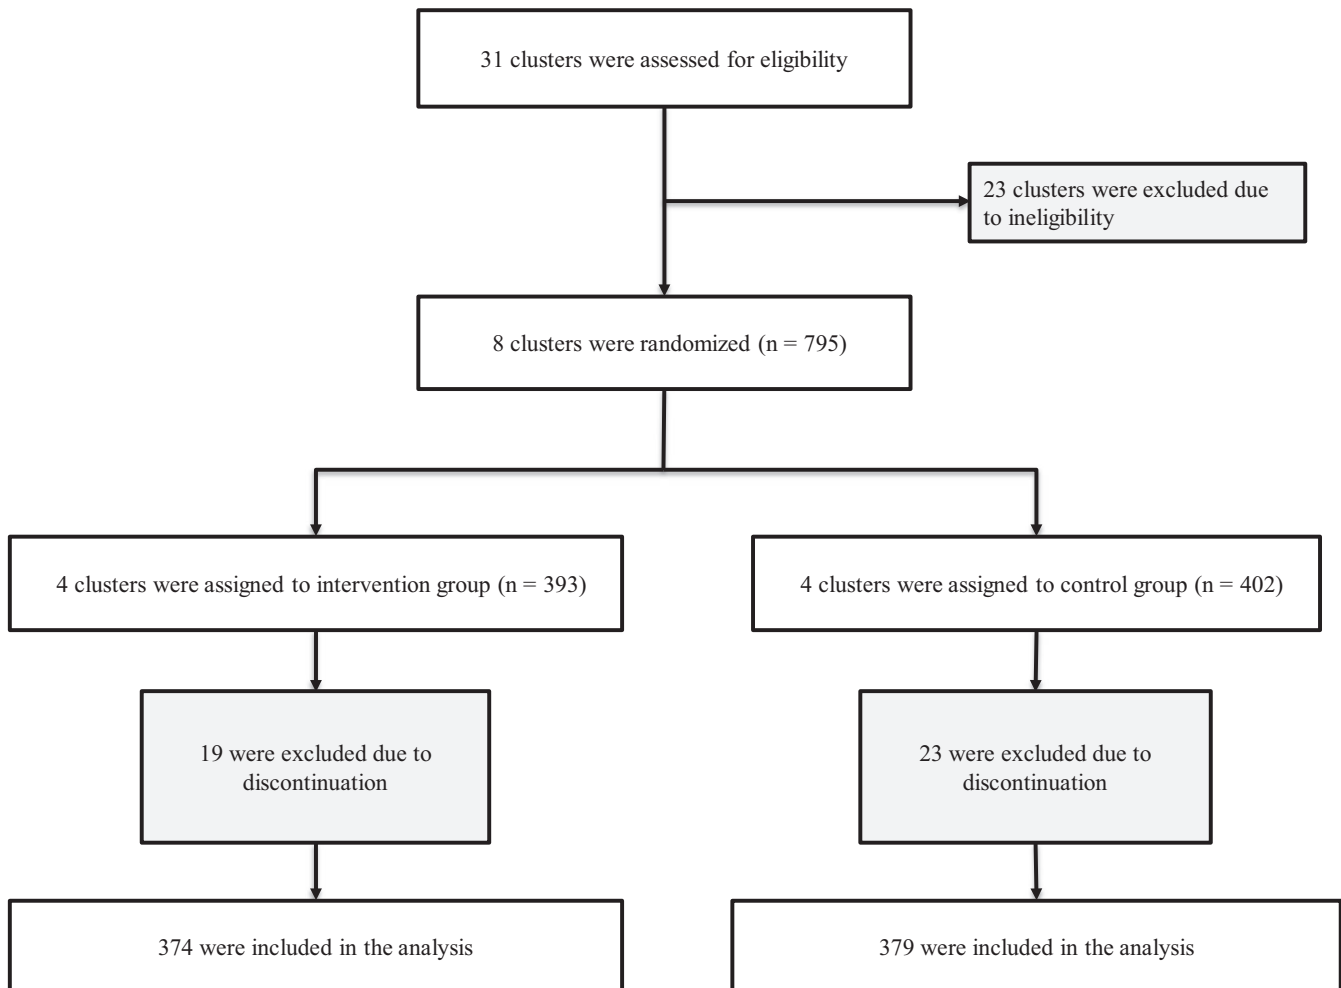 31 clusters were assessed for eligibility
23 clusters were excluded due
to ineligibility
8 clusters were randomized (n = 795)
4 clusters were assigned to intervention group (n = 393)
4 clusters were assigned to control group (n = 402)
19 were excluded due to
discontinuation
23 were excluded due to
discontinuation
374 were included in the analysis
379 were included in the analysis